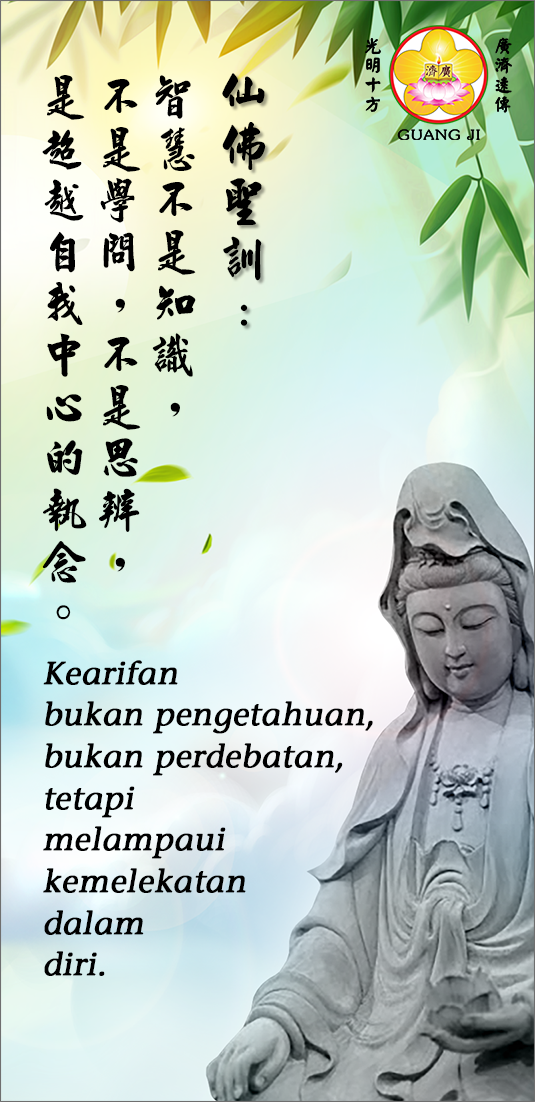 仙佛聖訓：
智慧不是知識，
不是學問，不是思辨，
是超越自我中心的執念。
廣濟達傳
光明十方
廣濟
GUANG JI
Kearifan
bukan pengetahuan,
bukan perdebatan,
tetapi
melampaui
kemelekatan
dalam
diri.